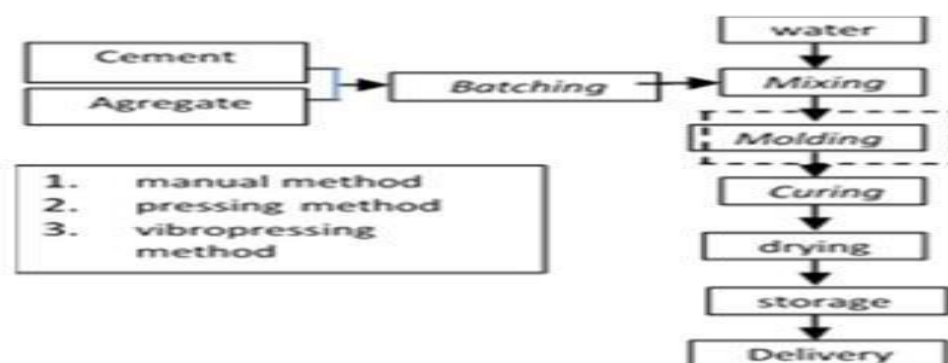 water
Cement
Mixing
Batching
Agregate
Molding
1. manual method
2. pressing method
3. vibropressing
method
Curing
drying
storage
Delivery